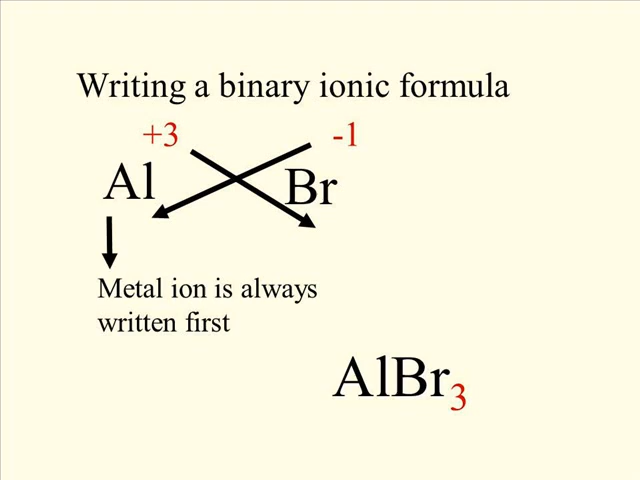 Writing a binary ionic formula
+3 -1
Al Br
Metal ion is always
written first
AlBr₃